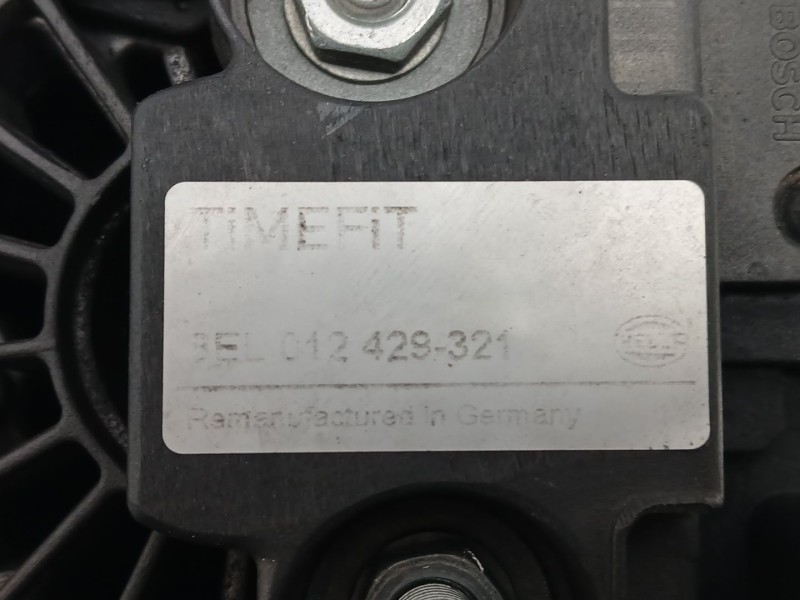 TiMEFiT
8EL 012 429-321
HELLA
Remanufactured in Germany
BOSCH